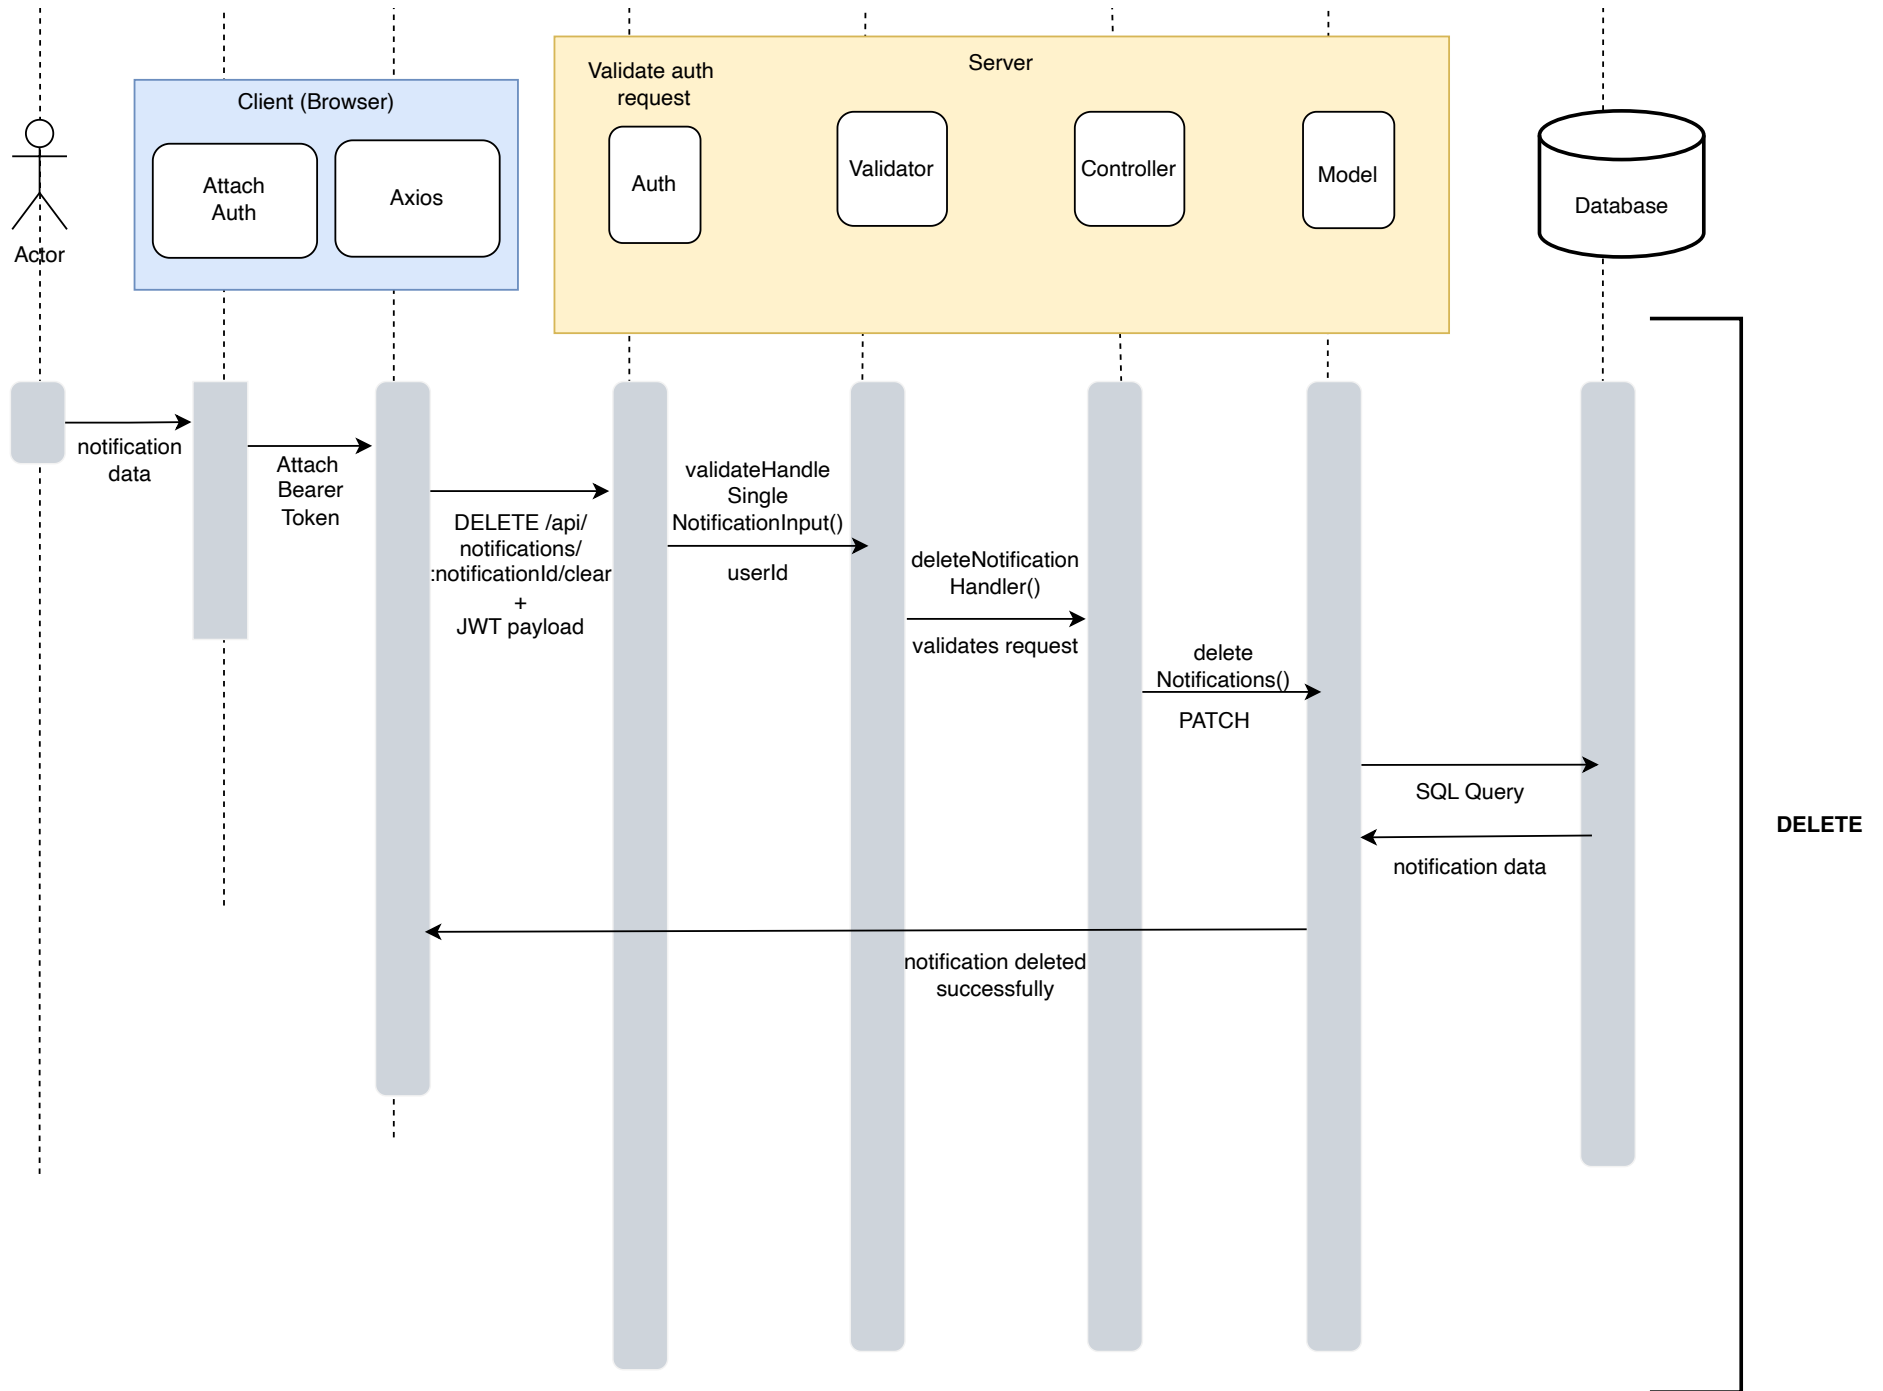 Server
Validate auth
request
Client (Browser)
Attach
Auth
Axios
Auth
Validator
Controller
Model
Database
Actor
notification
data
Attach
Bearer
Token
DELETE /api/
notifications/
:notificationId/clear
+
JWT payload
validateHandle
Single
NotificationInput()
userId
deleteNotification
Handler()
validates request
delete
Notifications()
PATCH
SQL Query
notification data
notification deleted
successfully
DELETE